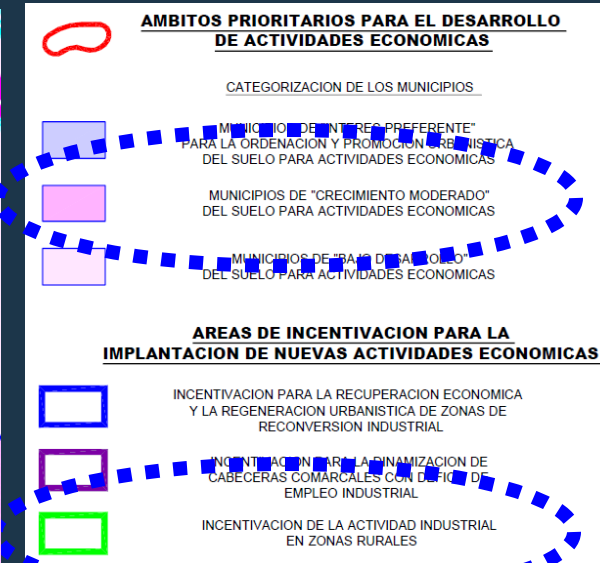 AMBITOS PRIORITARIOS PARA EL DESARROLLO
DE ACTIVIDADES ECONOMICAS
CATEGORIZACION DE LOS MUNICIPIOS
MUNICIPIOS DE "INTERES PREFERENTE"
PARA LA ORDENACION Y PROMOCION URBANISTICA
DEL SUELO PARA ACTIVIDADES ECONOMICAS
MUNICIPIOS DE "CRECIMIENTO MODERADO"
DEL SUELO PARA ACTIVIDADES ECONOMICAS
MUNICIPIOS DE "BAJO DESARROLLO"
DEL SUELO PARA ACTIVIDADES ECONOMICAS
AREAS DE INCENTIVACION PARA LA
IMPLANTACION DE NUEVAS ACTIVIDADES ECONOMICAS
INCENTIVACION PARA LA RECUPERACION ECONOMICA
Y LA REGENERACION URBANISTICA DE ZONAS DE
RECONVERSION INDUSTRIAL
INCENTIVACION PARA LA DINAMIZACION DE
CABECERAS COMARCALES CON DEFICIT DE
EMPLEO INDUSTRIAL
INCENTIVACION DE LA ACTIVIDAD INDUSTRIAL
EN ZONAS RURALES